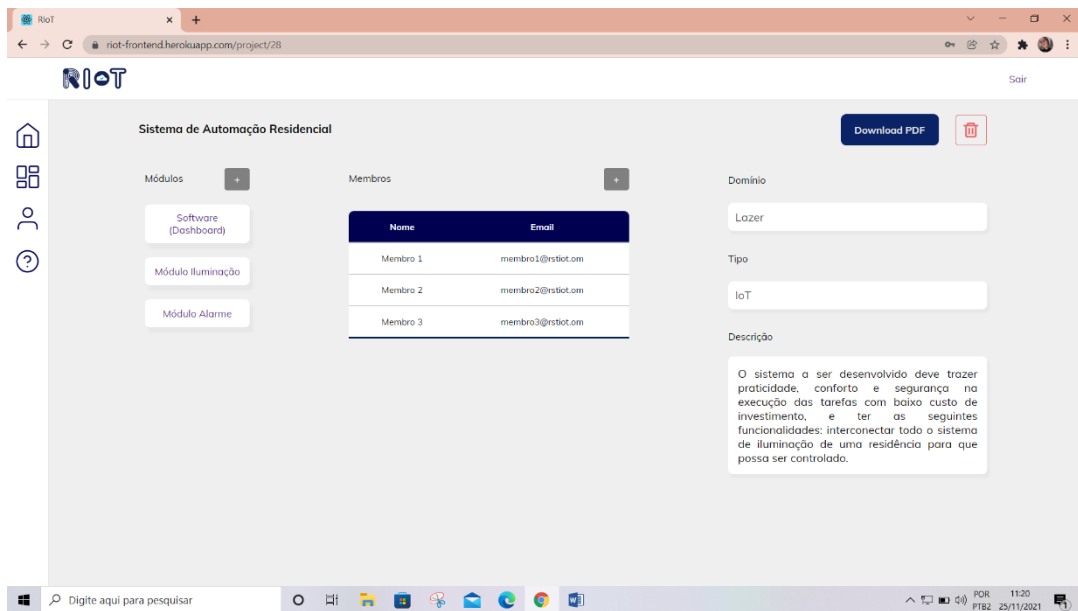 RIoT
riot-frontend.herokuapp.com/project/28
RIOT
Sair
Sistema de Automação Residencial
Download PDF
Módulos
+
Software
(Dashboard)
Módulo Iluminação
Módulo Alarme
Membros
+
Nome Email
Membro 1 membro1@rstiot.om
Membro 2 membro2@rstiot.om
Membro 3 membro3@rstiot.om
Domínio
Lazer
Tipo
IoT
Descrição
O sistema a ser desenvolvido deve trazer
praticidade, conforto e segurança na
execução das tarefas com baixo custo de
investimento, e ter as seguintes
funcionalidades: interconectar todo o sistema
de iluminação de uma residência para que
possa ser controlado.
Digite aqui para pesquisar
POR 11:20
PTB2 25/11/2021